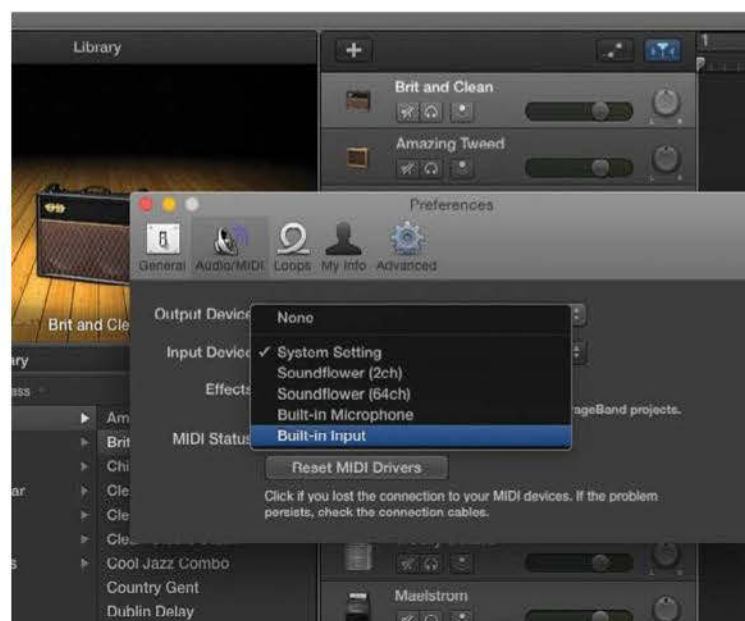 Library
1
Brit and Clean
Amazing Tweed
Preferences
General Audio/MIDI Loops My Info Advanced
Brit and Cle
Output Device
None
Input Device ✓ System Setting
Soundflower (2ch)
Soundflower (64ch)
Effects
Built-in Microphone
ageBand projects.
MIDI Status
Built-in Input
Reset MIDI Drivers
Click if you lost the connection to your MIDI devices. If the problem
persists, check the connection cables.
Am
Brit
Chi
Cle
Cle
Cool Jazz Combo
Country Gent
Dublin Delay
Maelstrom